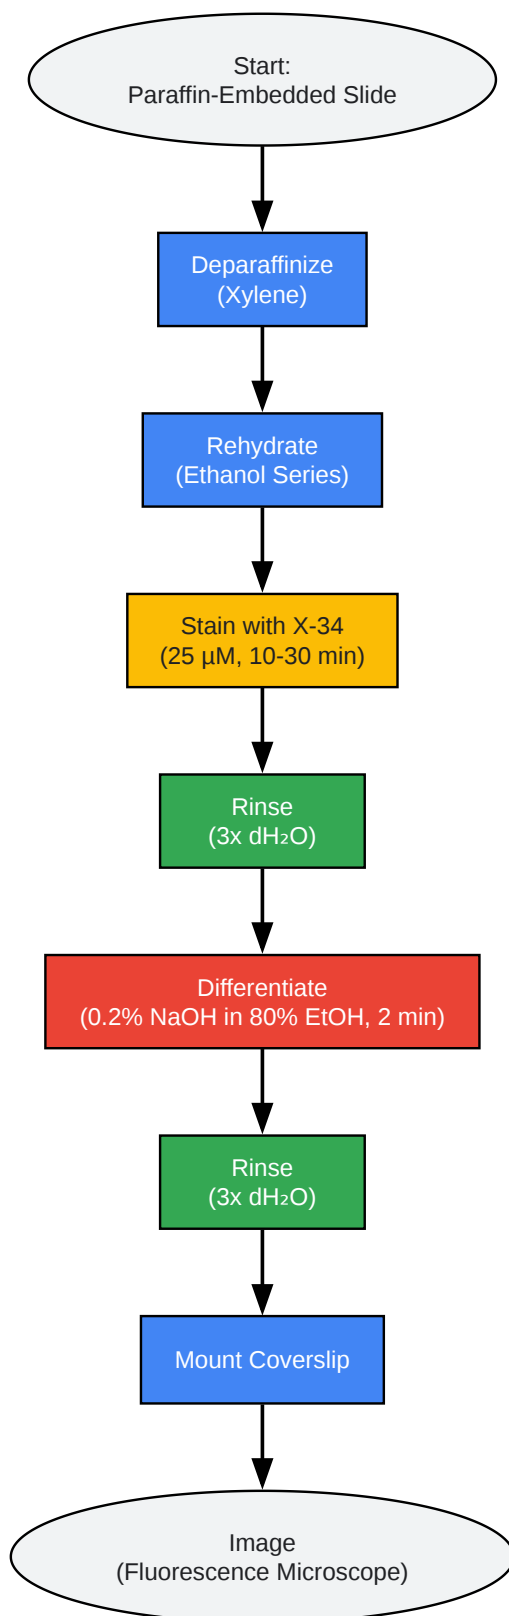 Start:
Paraffin-Embedded Slide
Deparaffinize
(Xylene)
Rehydrate
(Ethanol Series)
Stain with X-34
(25 µM, 10-30 min)
Rinse
(3x dH₂O)
Differentiate
(0.2% NaOH in 80% EtOH, 2 min)
Rinse
(3x dH₂O)
Mount Coverslip
Image
(Fluorescence Microscope)